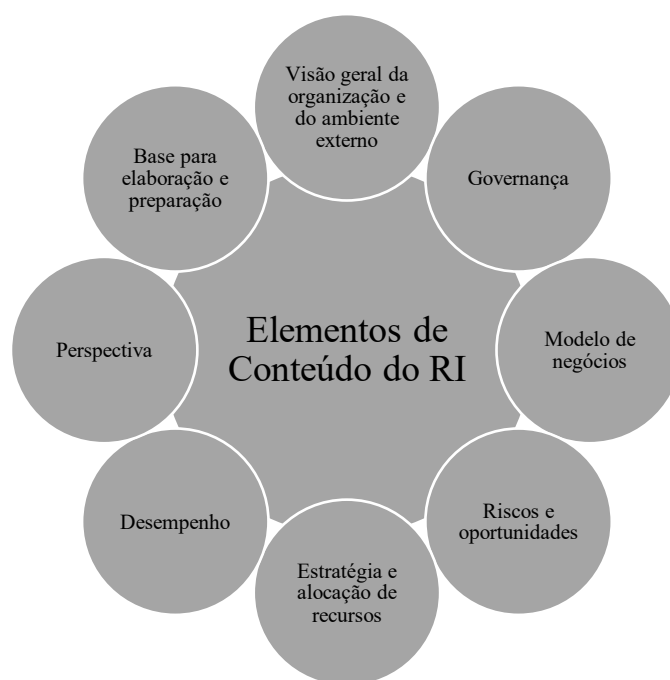 Visão geral da
organização e
do ambiente
externo
Governança
Modelo de
negócios
Riscos e
oportunidades
Estratégia e
alocação de
recursos
Desempenho
Perspectiva
Base para
elaboração e
preparação
Elementos de
Conteúdo do RI